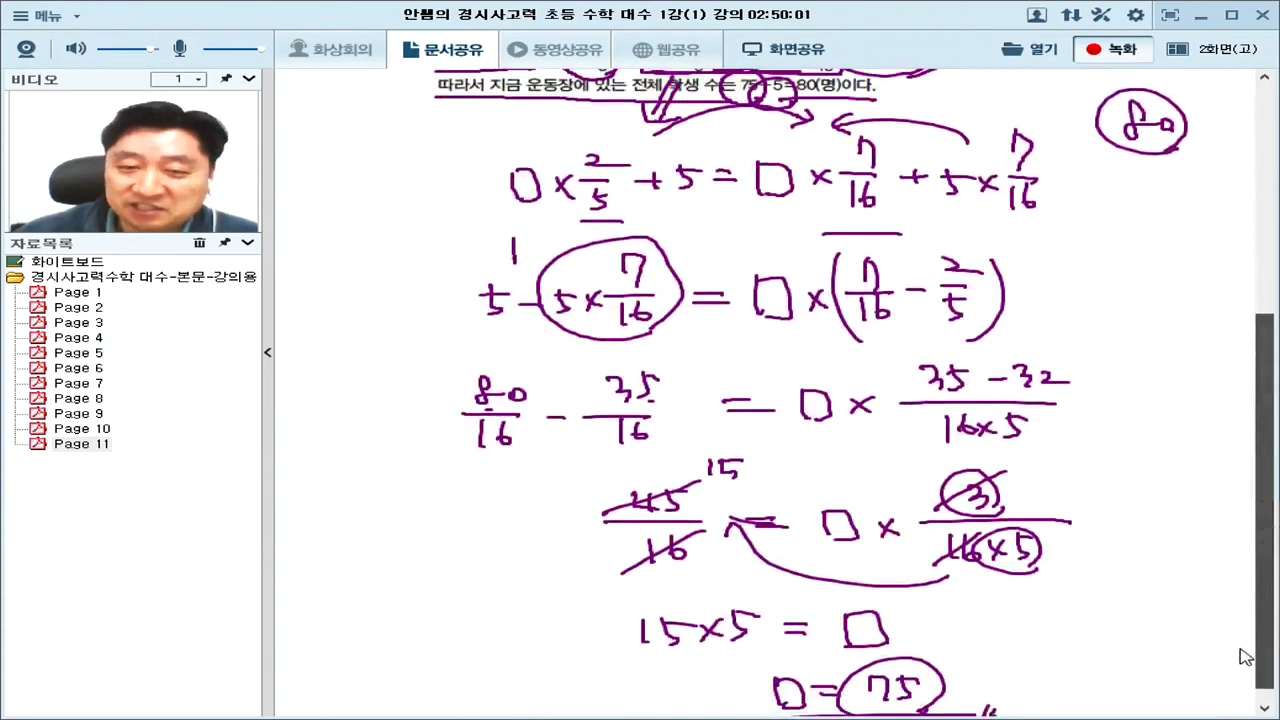 메뉴
안쌤의 경시사고력 초등 수학 대수 1강(1) 강의 02:50:01
화상회의 문서공유 동영상공유 웹공유 화면공유 열기 녹화 2화면(고)
비디오 1
자료목록
화이트보드
경시사고력수학 대수-본문-강의용
Page 1
Page 2
Page 3
Page 4
Page 5
Page 6
Page 7
Page 8
Page 9
Page 10
Page 11
따라서 지금 운동장에 있는 전체 학생 수는 75+5=80(명)이다.
80
□ × 2/5 + 5 = □ × 7/16 + 5 × 7/16
1
5 - 5 × 7/16 = □ × (7/16 - 2/5)
80/16 - 35/16 = □ × (35 - 32)/(16×5)
15
45/16 = □ × 3/(16×5)
15×5 = □
□ = 75